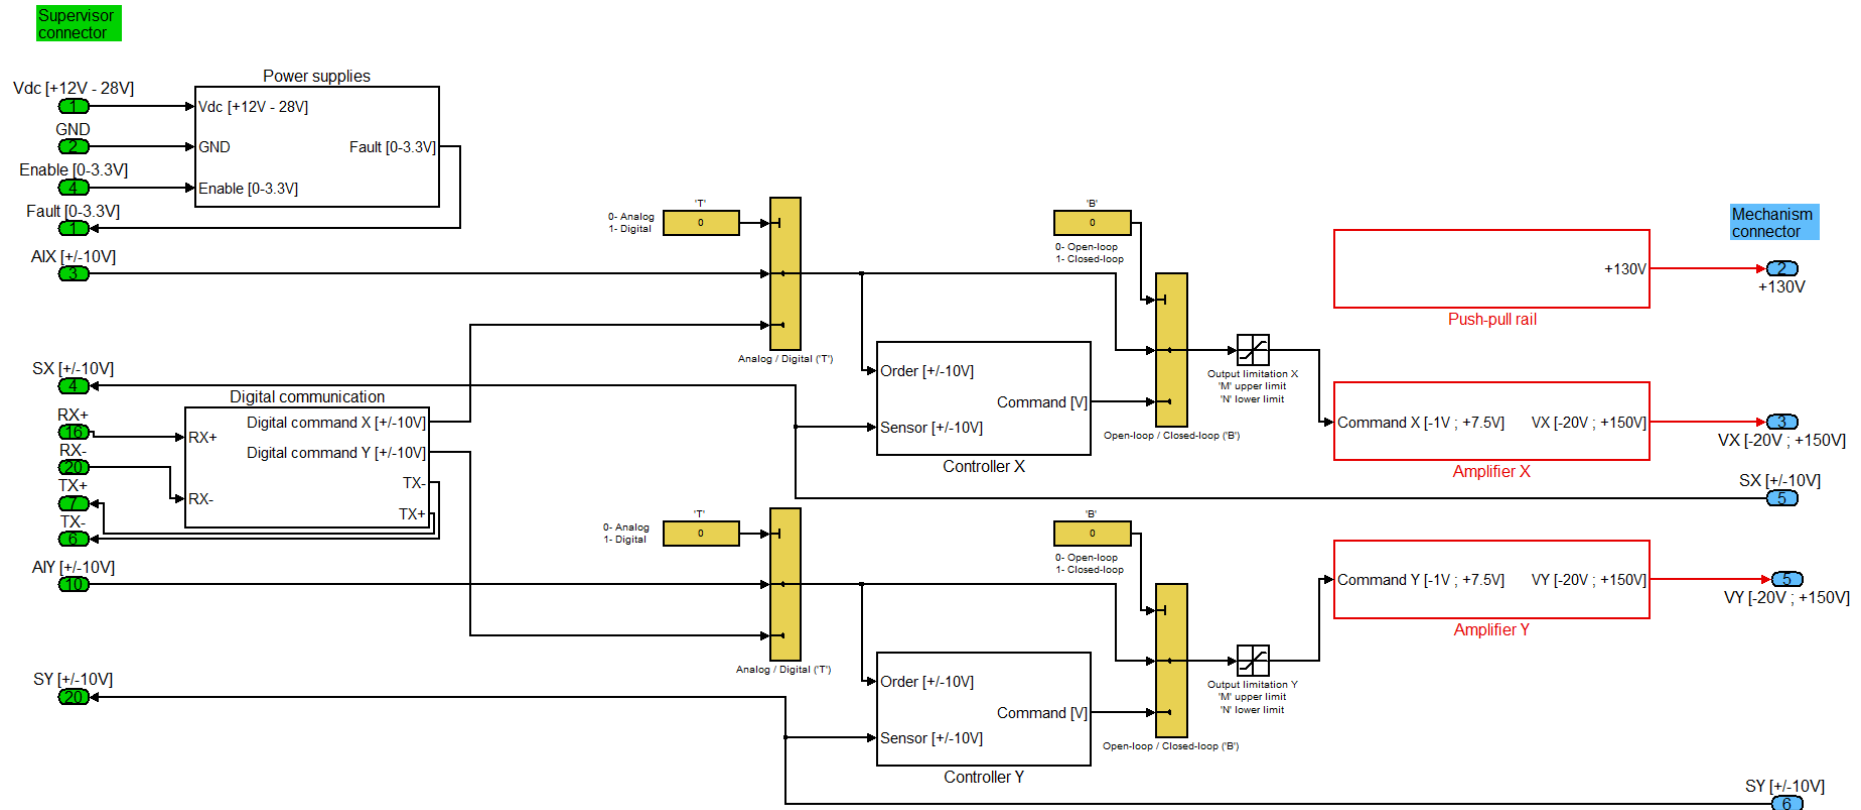 Supervisor
connector
Power supplies
Vdc [+12V - 28V]
1
Vdc [+12V - 28V]
GND
2
GND
Fault [0-3.3V]
Enable [0-3.3V]
4
Enable [0-3.3V]
Fault [0-3.3V]
1
AIX [+/-10V]
3
'T'
0- Analog
1- Digital
0
Analog / Digital ('T')
'B'
0
0- Open-loop
1- Closed-loop
Mechanism
connector
+130V
2
+130V
Push-pull rail
SX [+/-10V]
4
Order [+/-10V]
Command [V]
Sensor [+/-10V]
Controller X
Open-loop / Closed-loop ('B')
Output limitation X
'M' upper limit
'N' lower limit
Command X [-1V ; +7.5V]
VX [-20V ; +150V]
Amplifier X
3
VX [-20V ; +150V]
SX [+/-10V]
5
Digital communication
RX+
16
RX+
Digital command X [+/-10V]
RX-
20
Digital command Y [+/-10V]
TX+
7
TX-
RX-
TX-
6
TX+
AIY [+/-10V]
10
'T'
0- Analog
1- Digital
0
Analog / Digital ('T')
'B'
0
0- Open-loop
1- Closed-loop
Command Y [-1V ; +7.5V]
VY [-20V ; +150V]
Amplifier Y
5
VY [-20V ; +150V]
SY [+/-10V]
20
Order [+/-10V]
Command [V]
Sensor [+/-10V]
Controller Y
Open-loop / Closed-loop ('B')
Output limitation Y
'M' upper limit
'N' lower limit
SY [+/-10V]
6